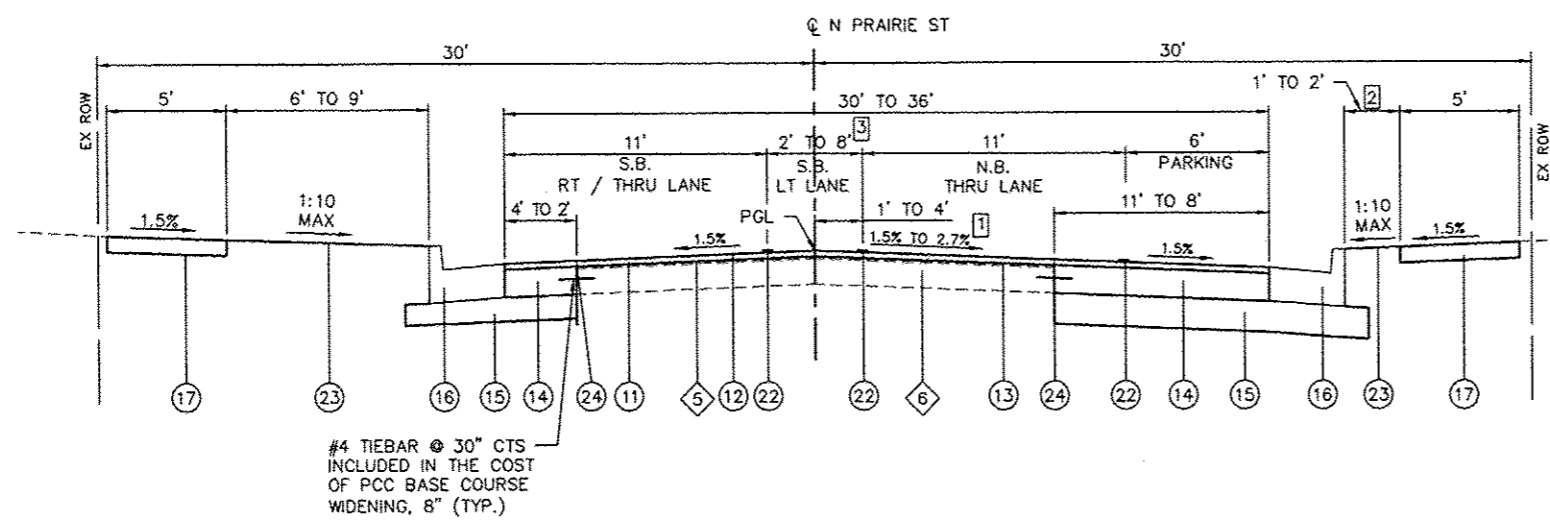 ℄ N PRAIRIE ST
30' 30'
EX ROW
5' 6' TO 9' 30' TO 36' 1' TO 2' 2 5'
EX ROW
11' 2' TO 8' 3 11' 6'
S.B. S.B. N.B. PARKING
RT / THRU LANE LT LANE THRU LANE
4' TO 2' PGL 1' TO 4' 1 11' TO 8'
1.5% 1:10 MAX 1.5% 1.5% TO 2.7% 1.5% 1:10 MAX 1.5%
17 23 16 15 14 24 11 5 12 22 22 6 13 24 22 14 15 16 23 17
#4 TIEBAR @ 30" CTS
INCLUDED IN THE COST
OF PCC BASE COURSE
WIDENING, 8" (TYP.)